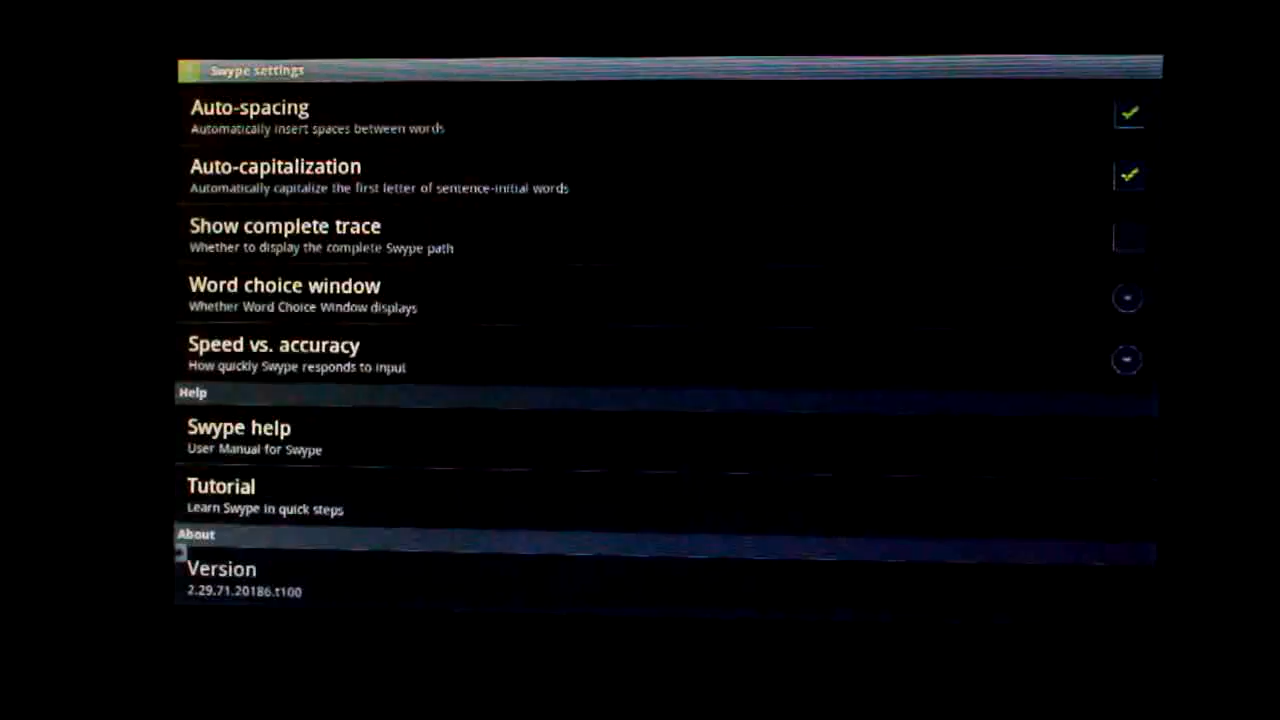 Swype settings
Auto-spacing
Automatically insert spaces between words
Auto-capitalization
Automatically capitalize the first letter of sentence-initial words
Show complete trace
Whether to display the complete Swype path
Word choice window
Whether Word Choice Window displays
Speed vs. accuracy
How quickly Swype responds to input
Help
Swype help
User Manual for Swype
Tutorial
Learn Swype in quick steps
About
Version
2.29.71.20186.t100